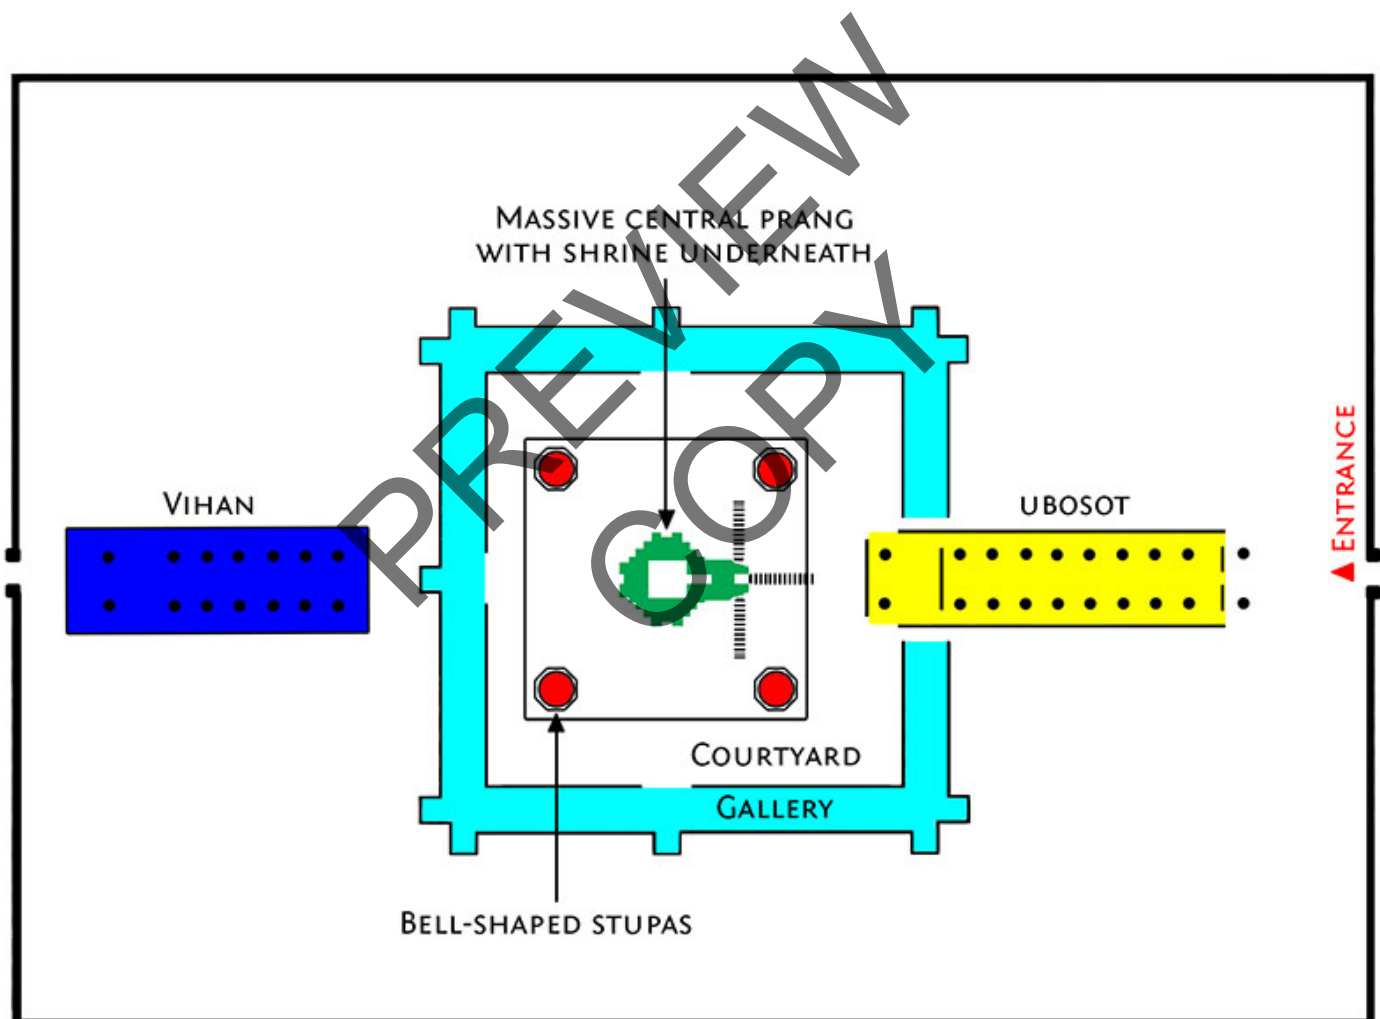 MASSIVE CENTRAL PRANG
WITH SHRINE UNDERNEATH
VIHAN
UBOSOT
ENTRANCE
COURTYARD
GALLERY
BELL-SHAPED STUPAS
PREVIEW
COPY